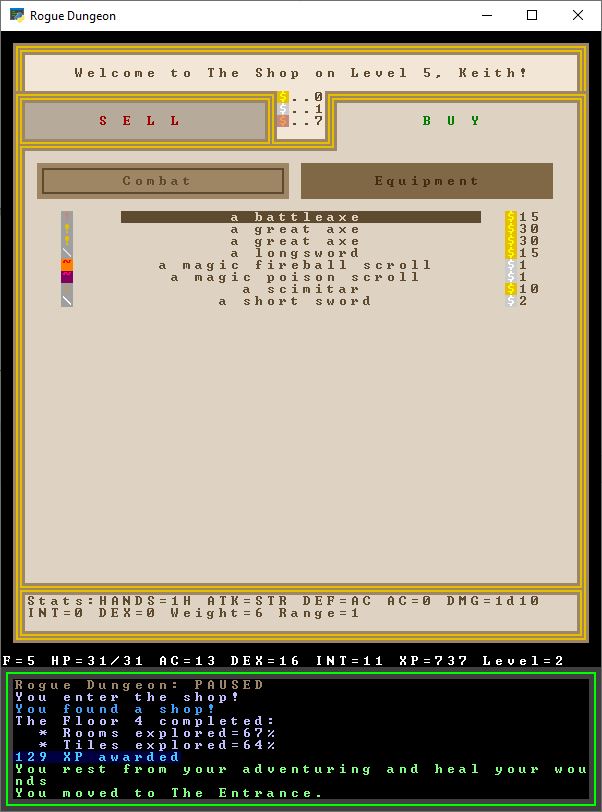 Rogue Dungeon
Welcome to The Shop on Level 5, Keith!
$..0
$..1
$..7
SELL
BUY
Combat
Equipment
a battleaxe $15
! a great axe $30
! a great axe $30
\ a longsword $15
~ a magic fireball scroll $1
~ a magic poison scroll $1
a scimitar $10
\ a short sword $2
Stats:HANDS=1H ATK=STR DEF=AC AC=0 DMG=1d10
INT=0 DEX=0 Weight=6 Range=1
F=5 HP=31/31 AC=13 DEX=16 INT=11 XP=737 Level=2
Rogue Dungeon: PAUSED
You enter the shop!
You found a shop!
The Floor 4 completed:
* Rooms explored=67%
* Tiles explored=64%
129 XP awarded
You rest from your adventuring and heal your wou
nds
You moved to The Entrance.